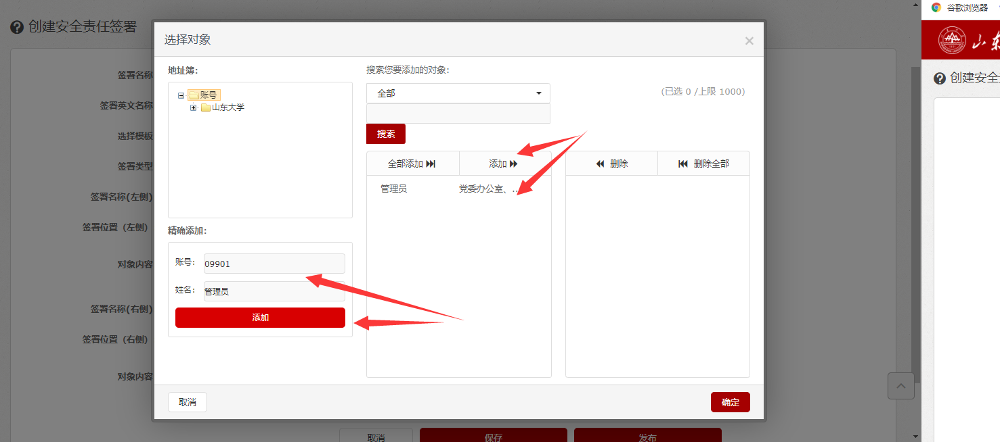 谷歌浏览器
创建安全责任签署
选择对象
×
山东
创建安全
地址簿:
搜索您要添加的对象:
签署名称
账号
全部
(已选 0 /上限 1000)
山东大学
签署英文名称
选择模板
搜索
签署类型
全部添加
添加
删除
删除全部
管理员
党委办公室、...
签署名称(左侧)
签署位置（左侧）
精确添加:
对象内容
账号:
09901
姓名:
管理员
签署名称(右侧)
添加
签署位置（右侧）
对象内容
取消
确定
取消
保存
发布